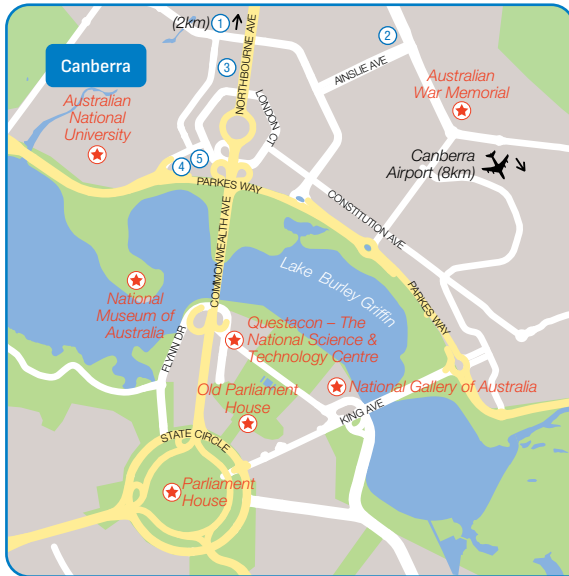 (2km) 1
2
Canberra
3
NORTHBOURNE AVE
AINSLIE AVE
LONDON CT
Australian
National
University
Australian
War Memorial
Canberra
Airport (8km)
4
5
PARKES WAY
CONSTITUTION AVE
COMMONWEALTH AVE
Lake Burley Griffin
PARKES WAY
National
Museum of
Australia
FLYNN DR
Questacon – The
National Science &
Technology Centre
Old Parliament
House
National Gallery of Australia
KING AVE
STATE CIRCLE
Parliament
House